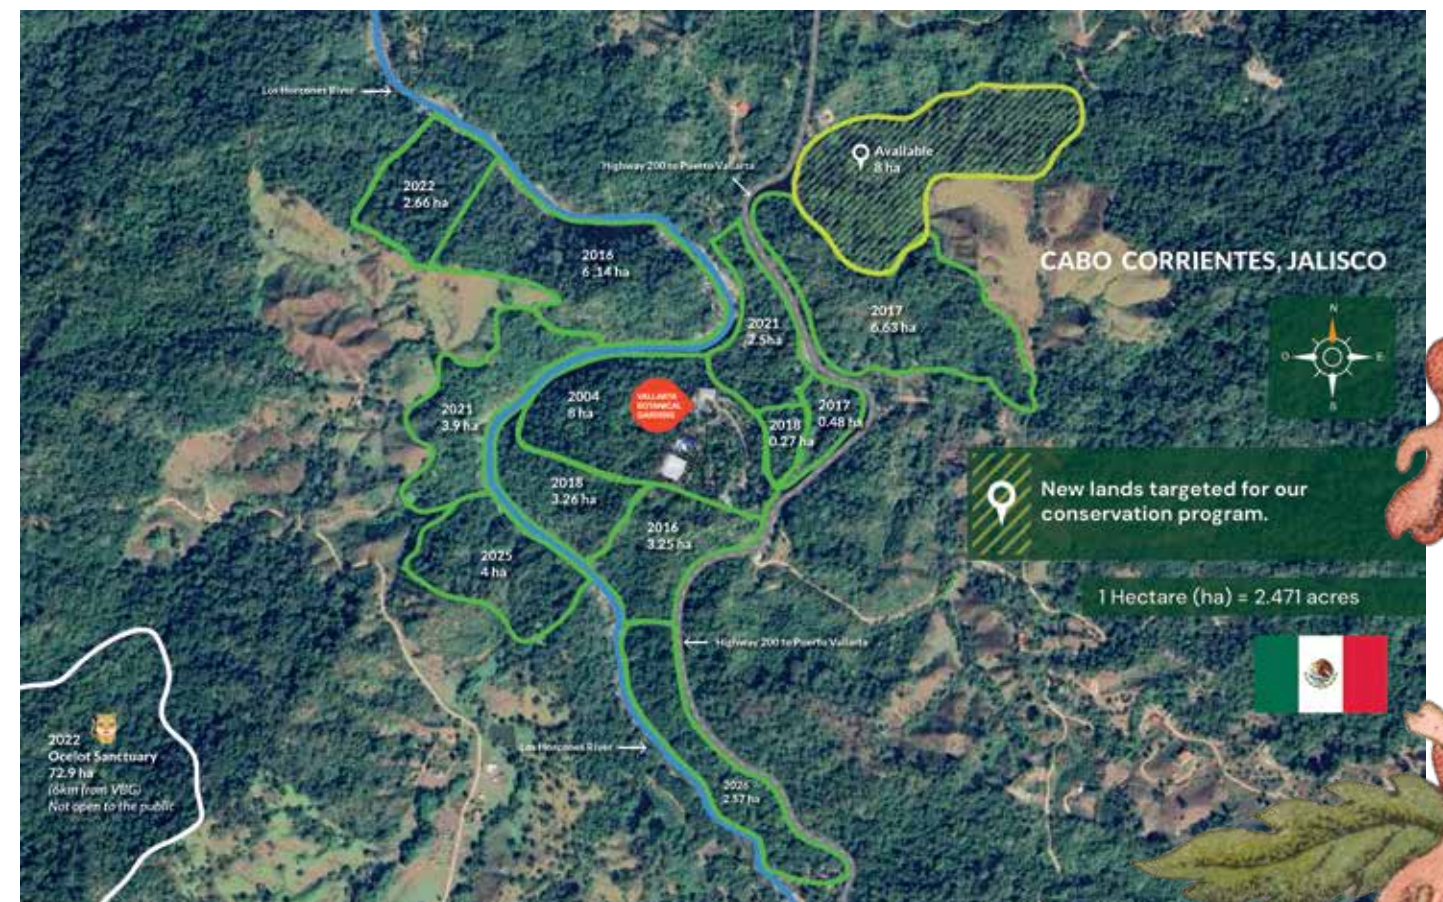 Los Horcones River
Highway 200 to Puerto Vallarta
Available
8 ha
2022
2.66 ha
2016
6 .14 ha
CABO CORRIENTES, JALISCO
N
O
E
S
2017
6.63 ha
2021
2.5ha
2004
8 ha
VALLARTA
BOTANICAL
GARDENS
2021
3.9 ha
2018
0.27 ha
2017
0.48 ha
2018
3.26 ha
2016
3.25 ha
2025
4 ha
New lands targeted for our
conservation program.
1 Hectare (ha) = 2.471 acres
Highway 200 to Puerto Vallarta
Los Horcones River
2022
Ocelot Sanctuary
72.9 ha
(6km from VBG)
Not open to the public
2026
2.57 ha